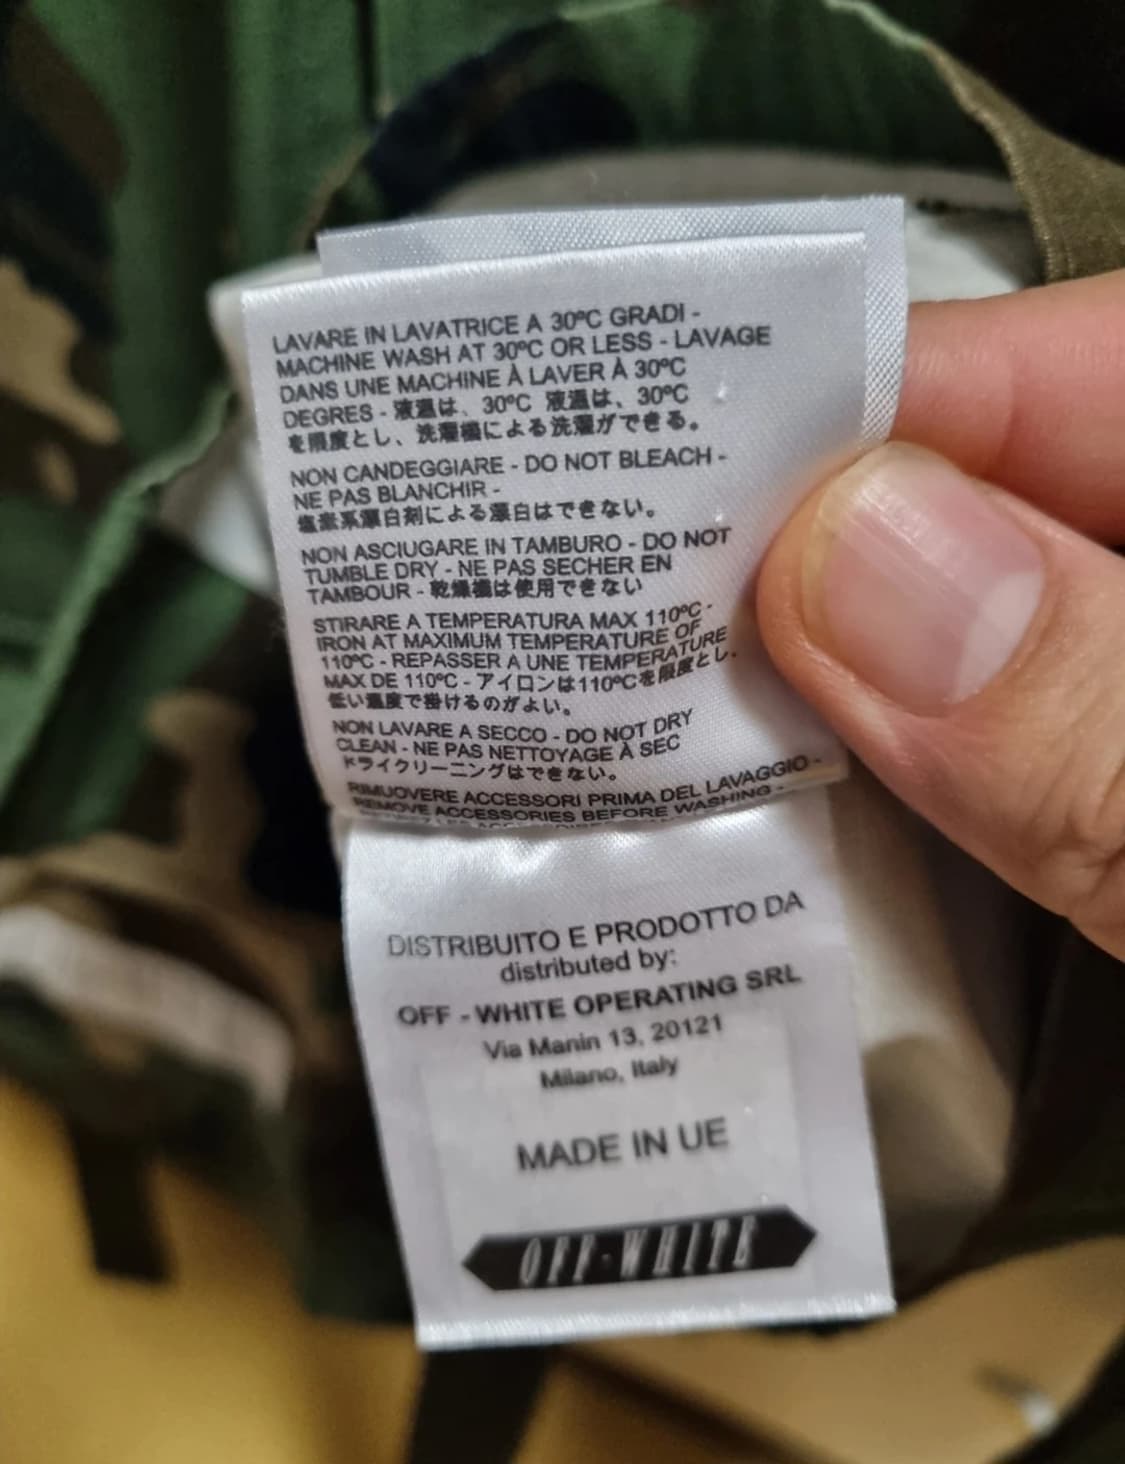 LAVARE IN LAVATRICE A 30ºC GRADI -
MACHINE WASH AT 30ºC OR LESS - LAVAGE
DANS UNE MACHINE À LAVER À 30ºC
DEGRES - 液温は、30ºC 液温は、30ºC
を限度とし、洗濯機による洗濯ができる。
NON CANDEGGIARE - DO NOT BLEACH -
NE PAS BLANCHIR -
塩素系漂白剤による漂白はできない。
NON ASCIUGARE IN TAMBURO - DO NOT
TUMBLE DRY - NE PAS SECHER EN
TAMBOUR - 乾燥機は使用できない
STIRARE A TEMPERATURA MAX 110ºC -
IRON AT MAXIMUM TEMPERATURE OF
110ºC - REPASSER A UNE TEMPERATURE
MAX DE 110ºC - アイロンは110ºCを限度とし、
低い温度で掛けるのがよい。
NON LAVARE A SECCO - DO NOT DRY
CLEAN - NE PAS NETTOYAGE À SEC
ドライクリーニングはできない。
RIMUOVERE ACCESSORI PRIMA DEL LAVAGGIO -
REMOVE ACCESSORIES BEFORE WASHING -
DISTRIBUITO E PRODOTTO DA
distributed by:
OFF - WHITE OPERATING SRL
Via Manin 13, 20121
Milano, Italy
MADE IN UE
OFF-WHITE